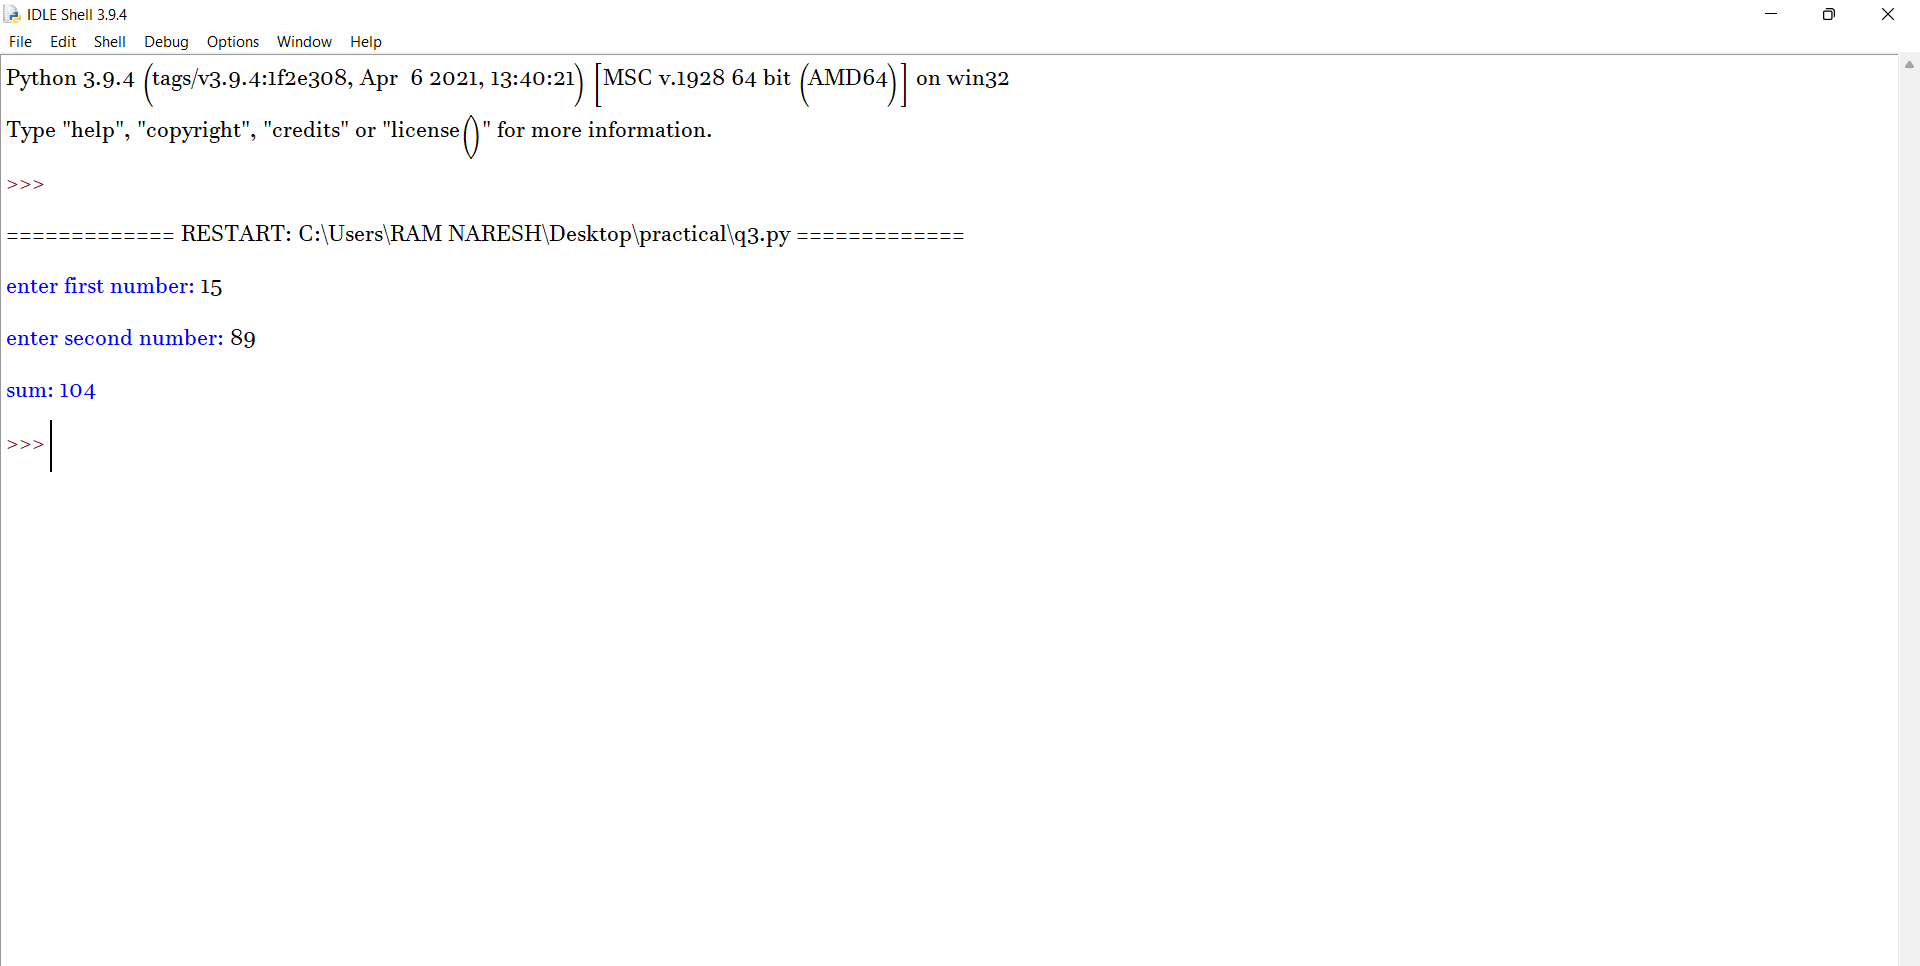 IDLE Shell 3.9.4
File Edit Shell Debug Options Window Help
Python 3.9.4 (tags/v3.9.4:1f2e308, Apr  6 2021, 13:40:21) [MSC v.1928 64 bit (AMD64)] on win32
Type "help", "copyright", "credits" or "license()" for more information.
>>>
============= RESTART: C:\Users\RAM NARESH\Desktop\practical\q3.py =============
enter first number: 15
enter second number: 89
sum: 104
>>>